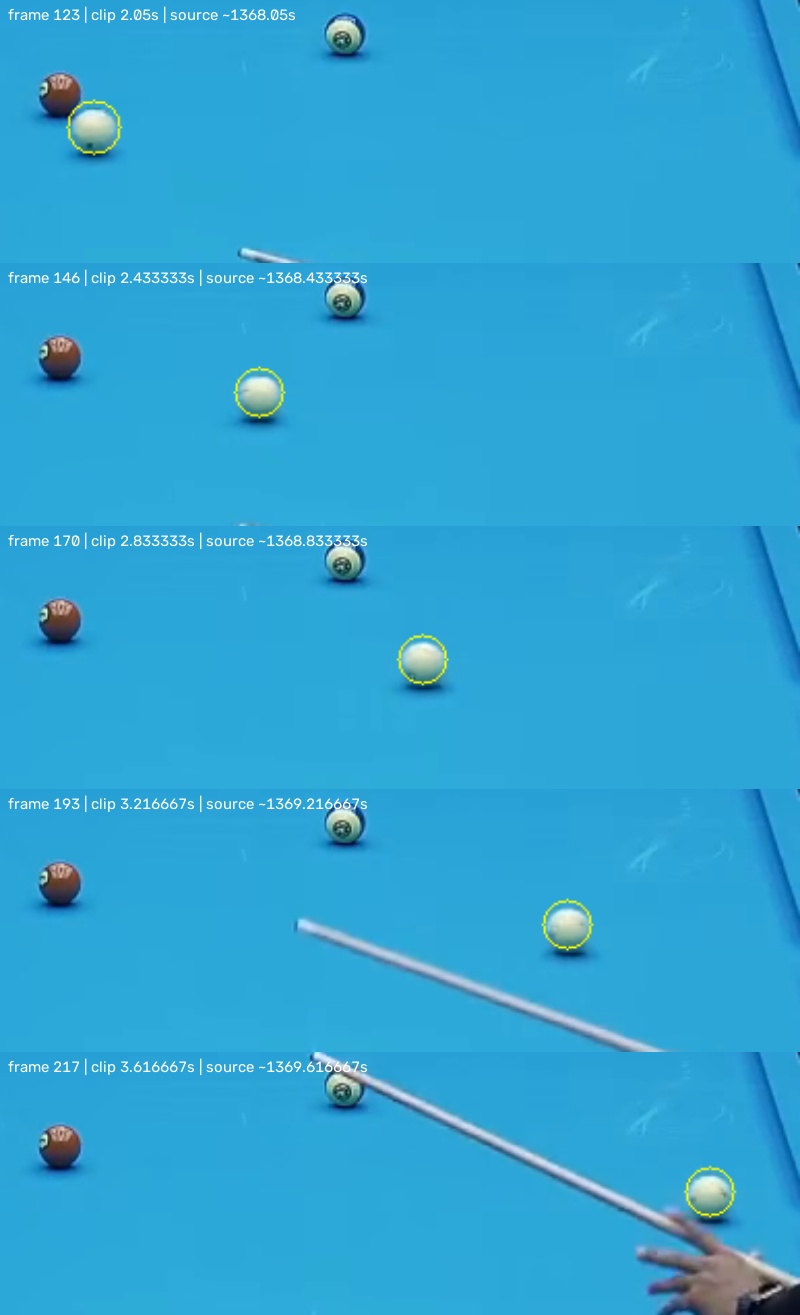 frame 123 | clip 2.05s | source ~1368.05s
frame 146 | clip 2.433333s | source ~1368.433333s
frame 170 | clip 2.833333s | source ~1368.833333s
frame 193 | clip 3.216667s | source ~1369.216667s
frame 217 | clip 3.616667s | source ~1369.616667s